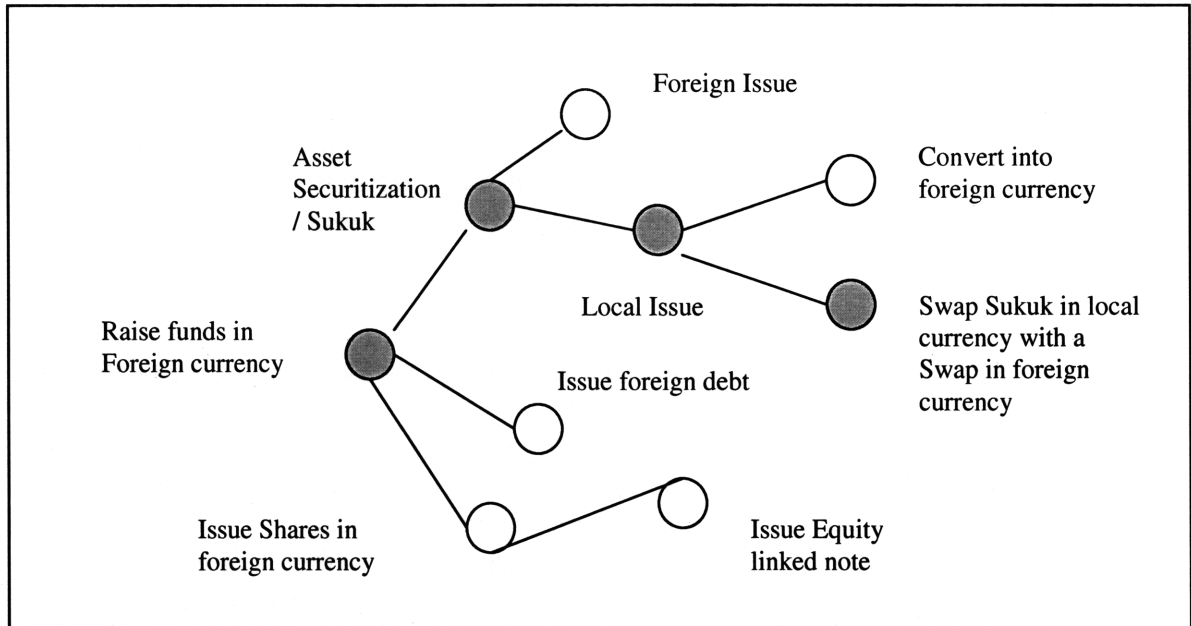 Foreign Issue
Asset
Securitization
/ Sukuk
Convert into
foreign currency
Local Issue
Swap Sukuk in local
currency with a
Swap in foreign
currency
Raise funds in
Foreign currency
Issue foreign debt
Issue Shares in
foreign currency
Issue Equity
linked note